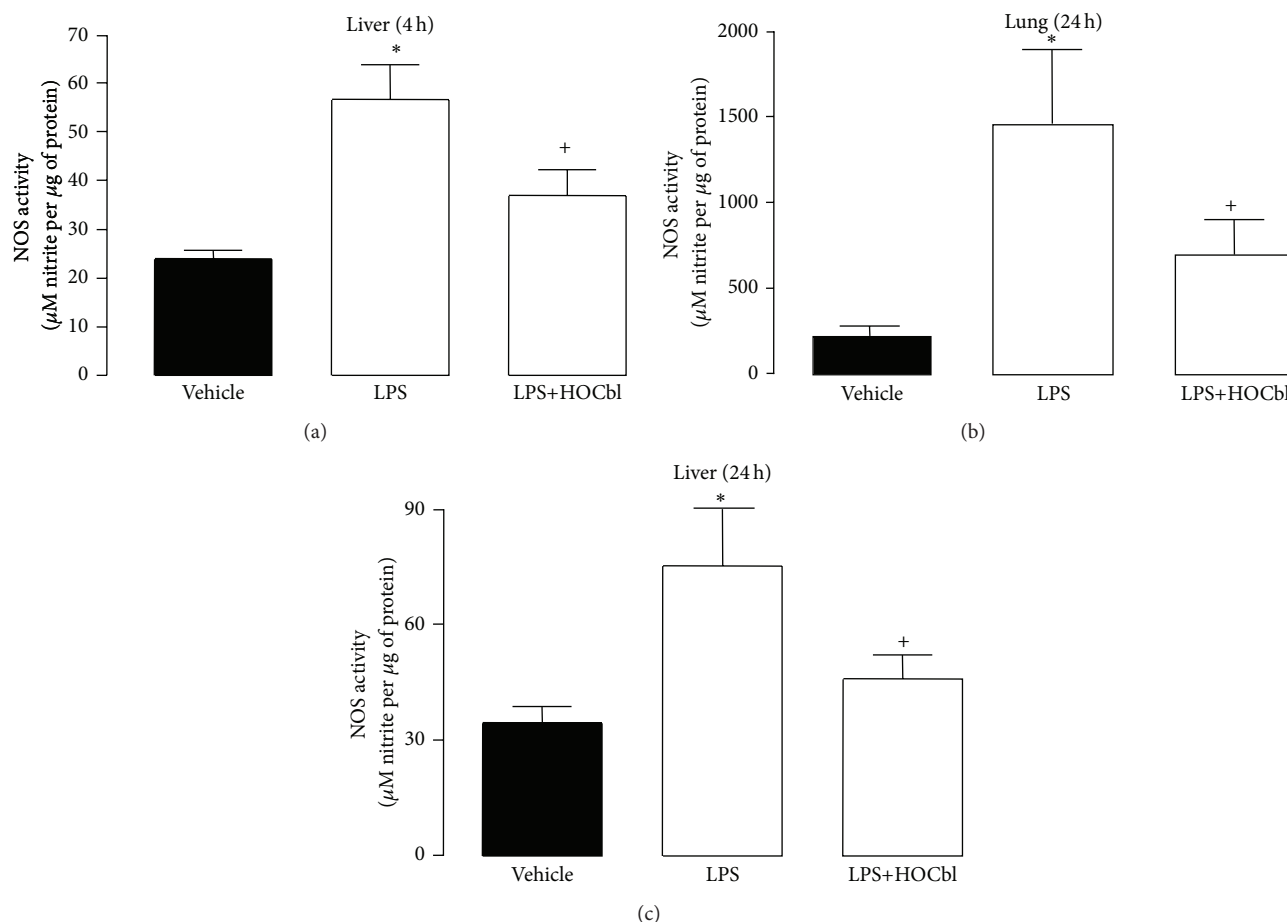 Liver (4 h)
70
60
50
40
30
20
10
0
NOS activity
(μM nitrite per μg of protein)
*
+
Vehicle
LPS
LPS+HOCbl
(a)
Lung (24 h)
2000
1500
1000
500
0
NOS activity
(μM nitrite per μg of protein)
*
+
Vehicle
LPS
LPS+HOCbl
(b)
Liver (24 h)
90
60
30
0
NOS activity
(μM nitrite per μg of protein)
*
+
Vehicle
LPS
LPS+HOCbl
(c)